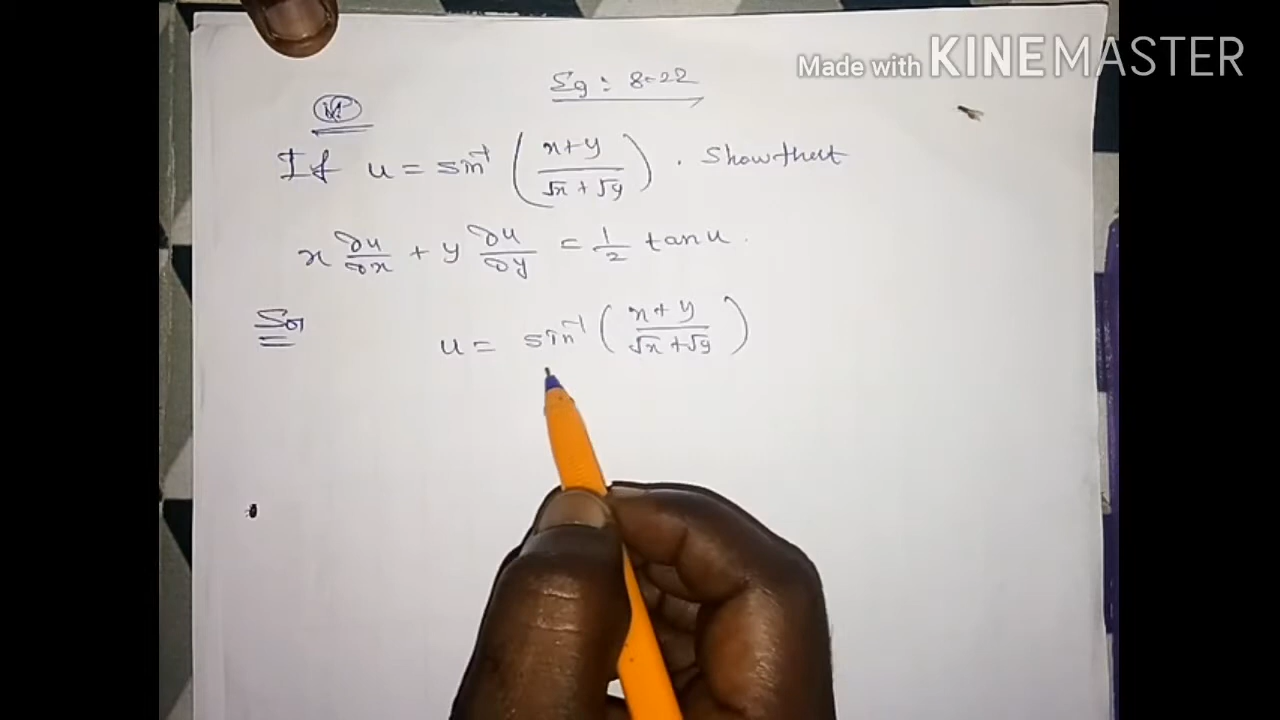 Made with KINEMASTER
Eg: 8.22
If u = sin⁻¹ (x+y / √x + √y) . Show that
x ∂u/∂x + y ∂u/∂y = 1/2 tan u.
Sol
u = sin⁻¹ (x+y / √x + √y)